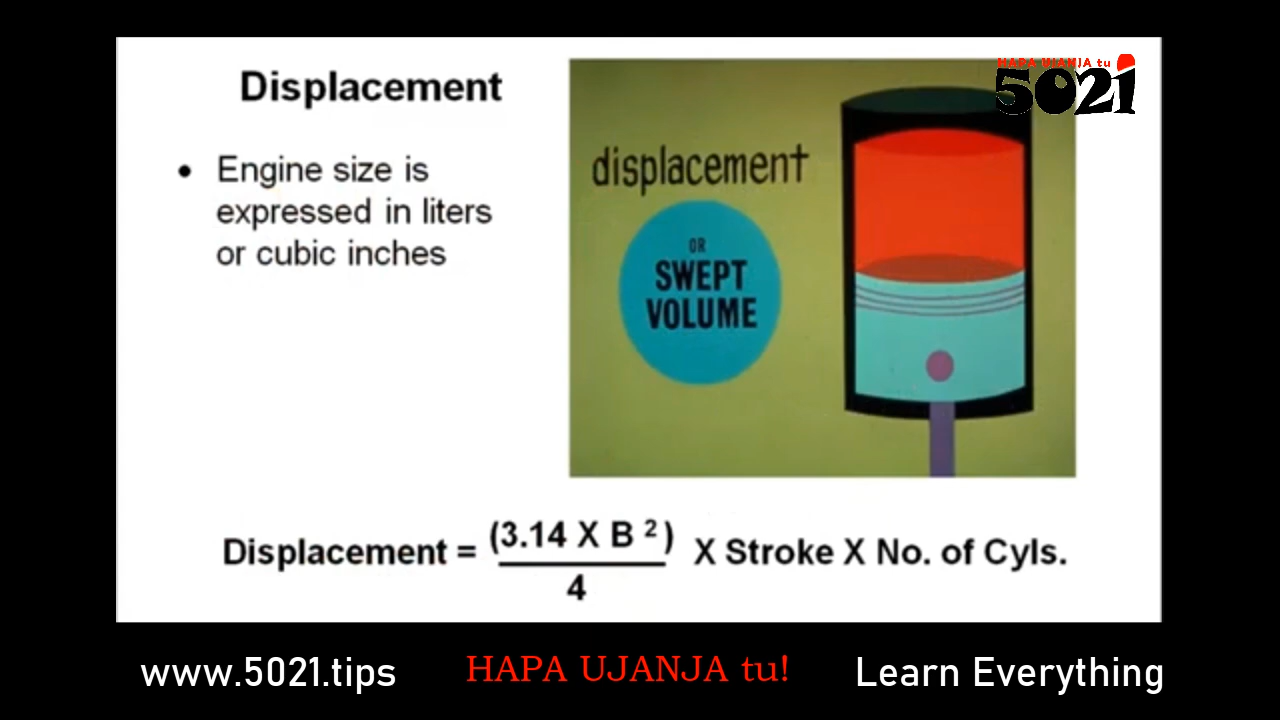 Displacement
• Engine size is
expressed in liters
or cubic inches
HAPA UJANJA tu
5021
displacement
OR
SWEPT
VOLUME
Displacement = (3.14 X B ²) / 4 X Stroke X No. of Cyls.
www.5021.tips HAPA UJANJA tu! Learn Everything